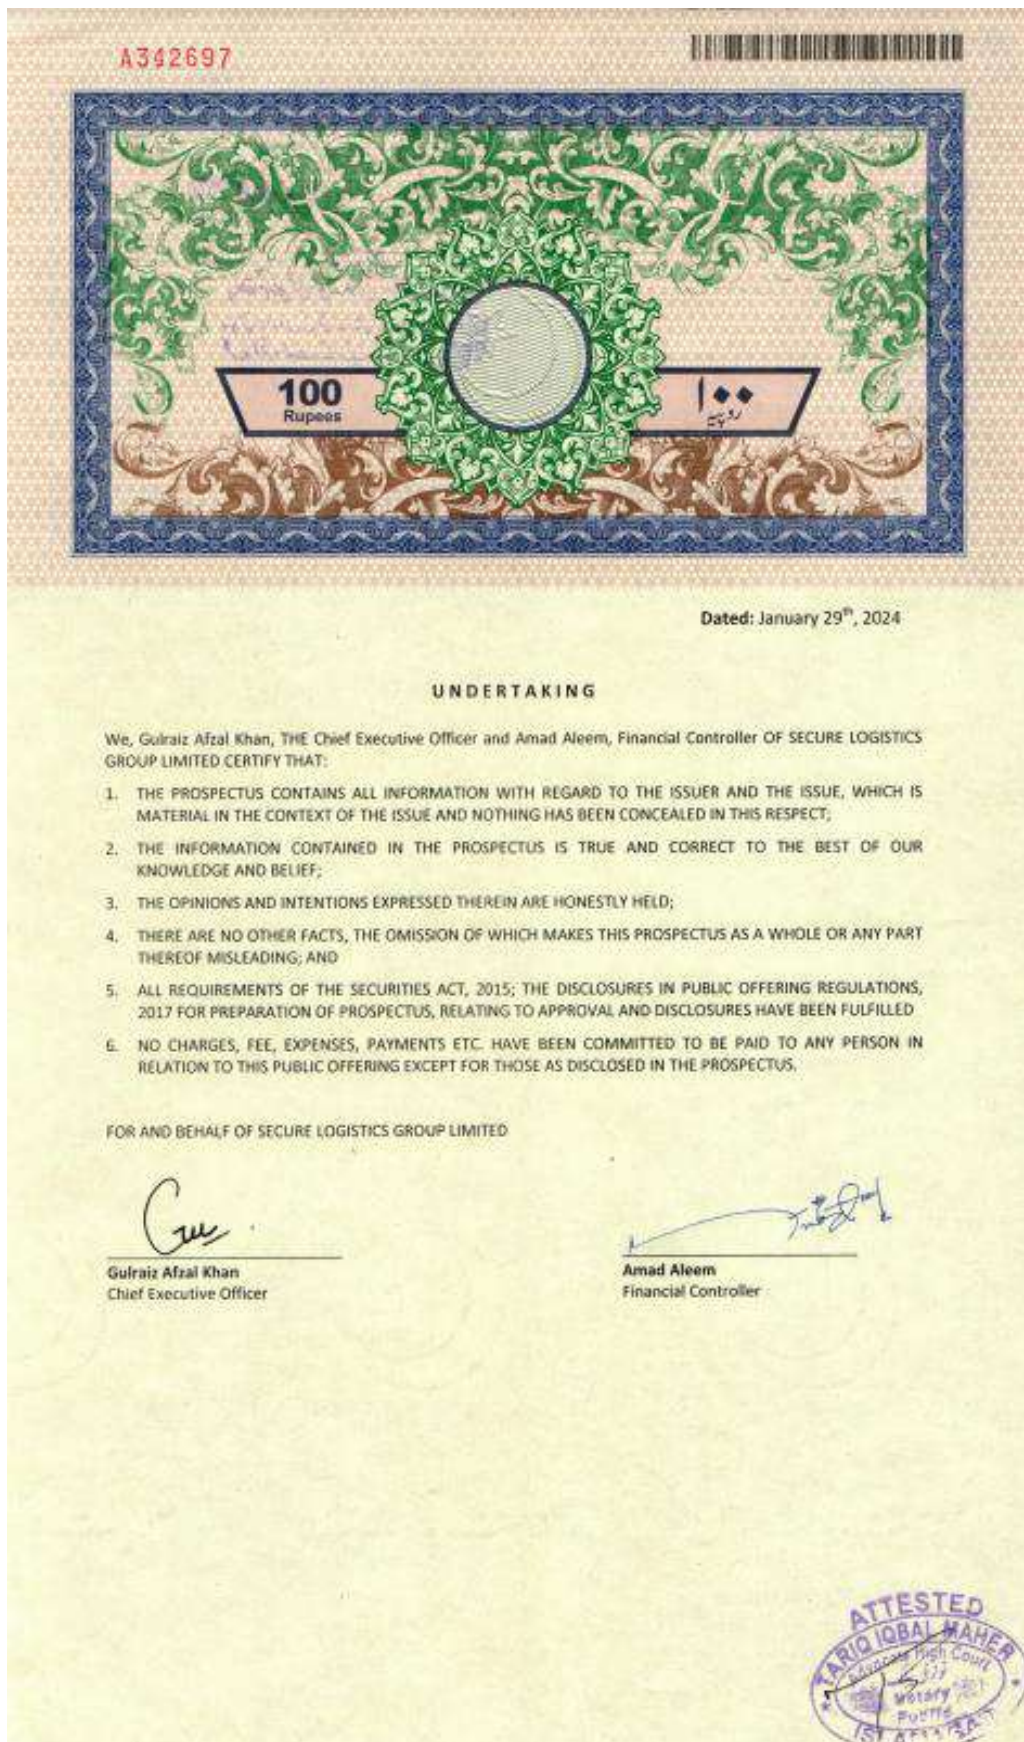 A342697
100
Rupees
۱۰۰
روپیہ
Dated: January 29th, 2024
UNDERTAKING
We, Gulraiz Afzal Khan, THE Chief Executive Officer and Amad Aleem, Financial Controller OF SECURE LOGISTICS
GROUP LIMITED CERTIFY THAT:
1. THE PROSPECTUS CONTAINS ALL INFORMATION WITH REGARD TO THE ISSUER AND THE ISSUE, WHICH IS
MATERIAL IN THE CONTEXT OF THE ISSUE AND NOTHING HAS BEEN CONCEALED IN THIS RESPECT;
2. THE INFORMATION CONTAINED IN THE PROSPECTUS IS TRUE AND CORRECT TO THE BEST OF OUR
KNOWLEDGE AND BELIEF;
3. THE OPINIONS AND INTENTIONS EXPRESSED THEREIN ARE HONESTLY HELD;
4. THERE ARE NO OTHER FACTS, THE OMISSION OF WHICH MAKES THIS PROSPECTUS AS A WHOLE OR ANY PART
THEREOF MISLEADING; AND
5. ALL REQUIREMENTS OF THE SECURITIES ACT, 2015; THE DISCLOSURES IN PUBLIC OFFERING REGULATIONS,
2017 FOR PREPARATION OF PROSPECTUS, RELATING TO APPROVAL AND DISCLOSURES HAVE BEEN FULFILLED
6. NO CHARGES, FEE, EXPENSES, PAYMENTS ETC. HAVE BEEN COMMITTED TO BE PAID TO ANY PERSON IN
RELATION TO THIS PUBLIC OFFERING EXCEPT FOR THOSE AS DISCLOSED IN THE PROSPECTUS.
FOR AND BEHALF OF SECURE LOGISTICS GROUP LIMITED
Gulraiz Afzal Khan
Chief Executive Officer
Amad Aleem
Financial Controller
ATTESTED
TARIQ IQBAL MAHER
Advocate High Court
Notary
Public